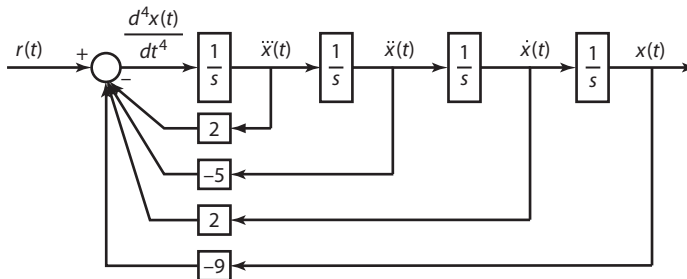 d⁴x(t)
dt⁴
r(t) + − 1/s x⃛(t) 1/s ẍ(t) 1/s ẋ(t) 1/s x(t)
2
–5
2
–9